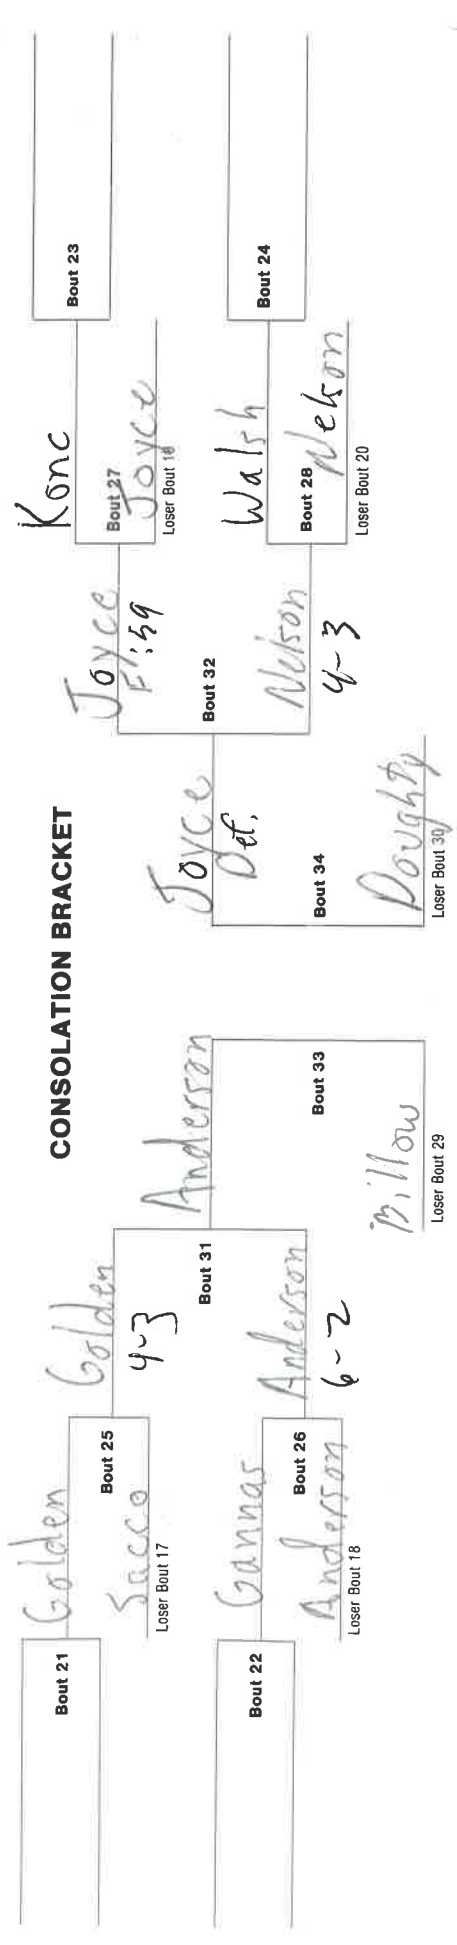 CONSOLATION BRACKET
Bout 21
Golden
Bout 25
Sacco
Loser Bout 17
Golden
4-3
Bout 22
Gannas
Bout 26
Anderson
Loser Bout 18
Anderson
6-2
Bout 31
Anderson
Bout 33
Billow
Loser Bout 29
Bout 23
Konc
Bout 27
Joyce
Loser Bout
Joyce
F :59
Bout 24
Walsh
Bout 28
Nelson
Loser Bout 20
Nelson
4-3
Bout 32
Joyce
Def.
Bout 34
Doughty
Loser Bout 30